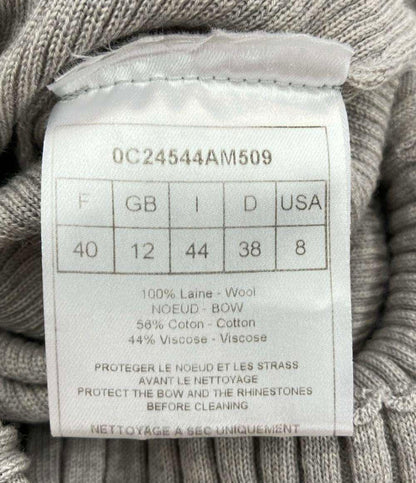 0C24544AM509
F GB I D USA
40 12 44 38 8
100% Laine - Wool
NOEUD - BOW
56% Coton - Cotton
44% Viscose - Viscose
PROTEGER LE NOEUD ET LES STRASS
AVANT LE NETTOYAGE
PROTECT THE BOW AND THE RHINESTONES
BEFORE CLEANING
NETTOYAGE A SEC UNIQUEMENT